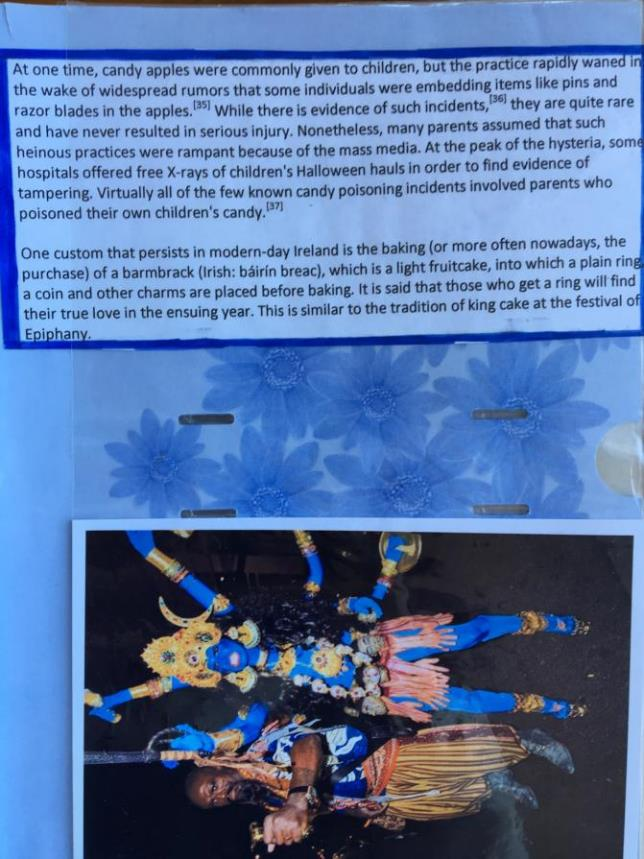 At one time, candy apples were commonly given to children, but the practice rapidly waned in
the wake of widespread rumors that some individuals were embedding items like pins and
razor blades in the apples.[35] While there is evidence of such incidents,[36] they are quite rare
and have never resulted in serious injury. Nonetheless, many parents assumed that such
heinous practices were rampant because of the mass media. At the peak of the hysteria, some
hospitals offered free X-rays of children's Halloween hauls in order to find evidence of
tampering. Virtually all of the few known candy poisoning incidents involved parents who
poisoned their own children's candy.[37]
One custom that persists in modern-day Ireland is the baking (or more often nowadays, the
purchase) of a barmbrack (Irish: báirín breac), which is a light fruitcake, into which a plain ring,
a coin and other charms are placed before baking. It is said that those who get a ring will find
their true love in the ensuing year. This is similar to the tradition of king cake at the festival of
Epiphany.